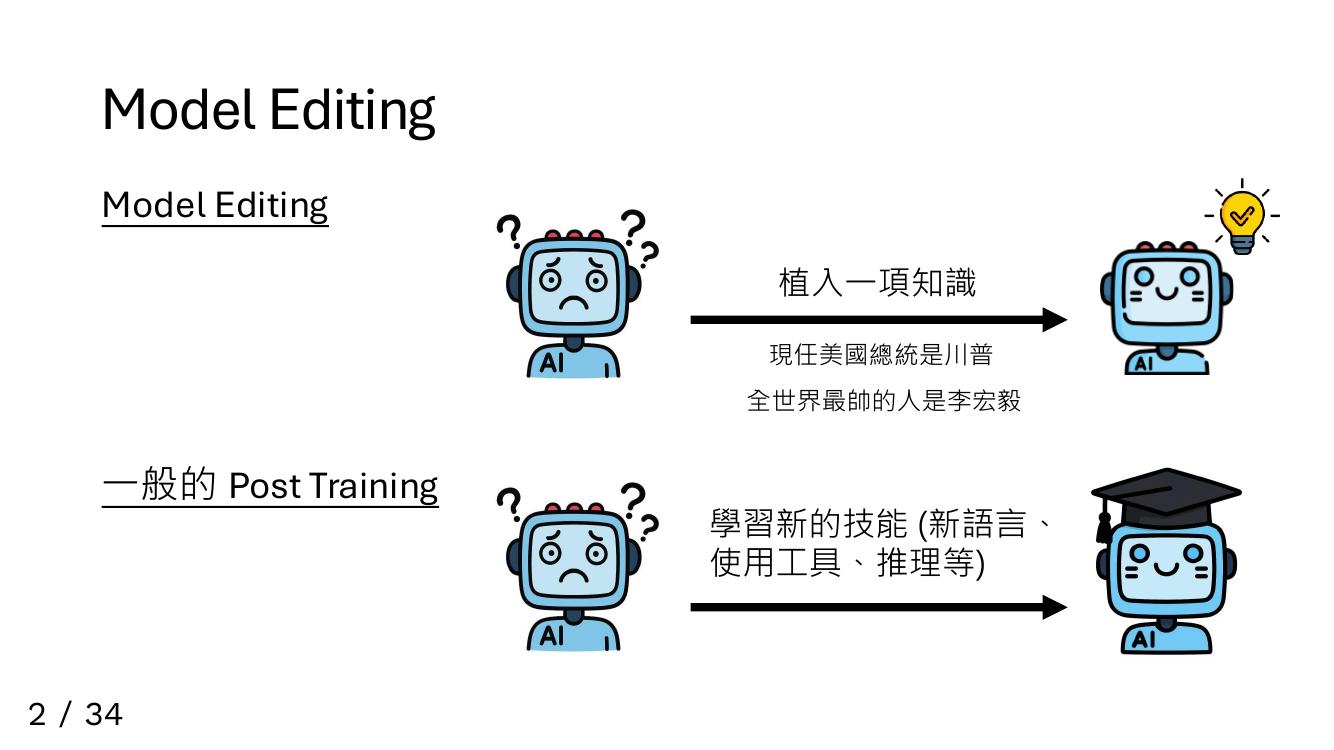 Model Editing
Model Editing
植入一項知識
現任美國總統是川普
全世界最帥的人是李宏毅
AI
AI
一般的 Post Training
學習新的技能 (新語言、
使用工具、推理等)
AI
AI
2 / 34